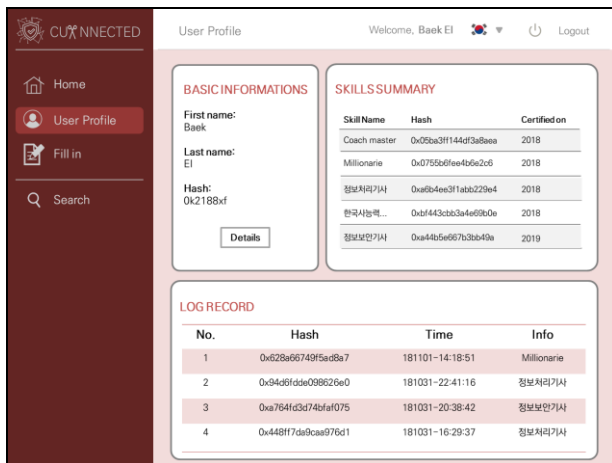 CUNNECTED
User Profile
Welcome, Baek El
Logout
Home
User Profile
Fill in
Search
BASIC INFORMATIONS
First name:
Baek
Last name:
El
Hash:
0k2188xf
Details
SKILLS SUMMARY
Skill Name Hash Certified on
Coach master 0x05ba3ff144df3a8aea 2018
Millionarie 0x0755b6fee4b6e2c6 2018
정보처리기사 0xa6b4ee3f1abb229e4 2018
한국사능력... 0xbf443cbb3a4e69b0e 2018
정보보안기사 0xa44b5e667b3bb49a 2019
LOG RECORD
No. Hash Time Info
1 0x628a66749f5ad8a7 181101-14:18:51 Millionarie
2 0x94d6fdde098626e0 181031-22:41:16 정보처리기사
3 0xa764fd3d74bfaf075 181031-20:38:42 정보보안기사
4 0x448ff7da9caa976d1 181031-16:29:37 정보처리기사